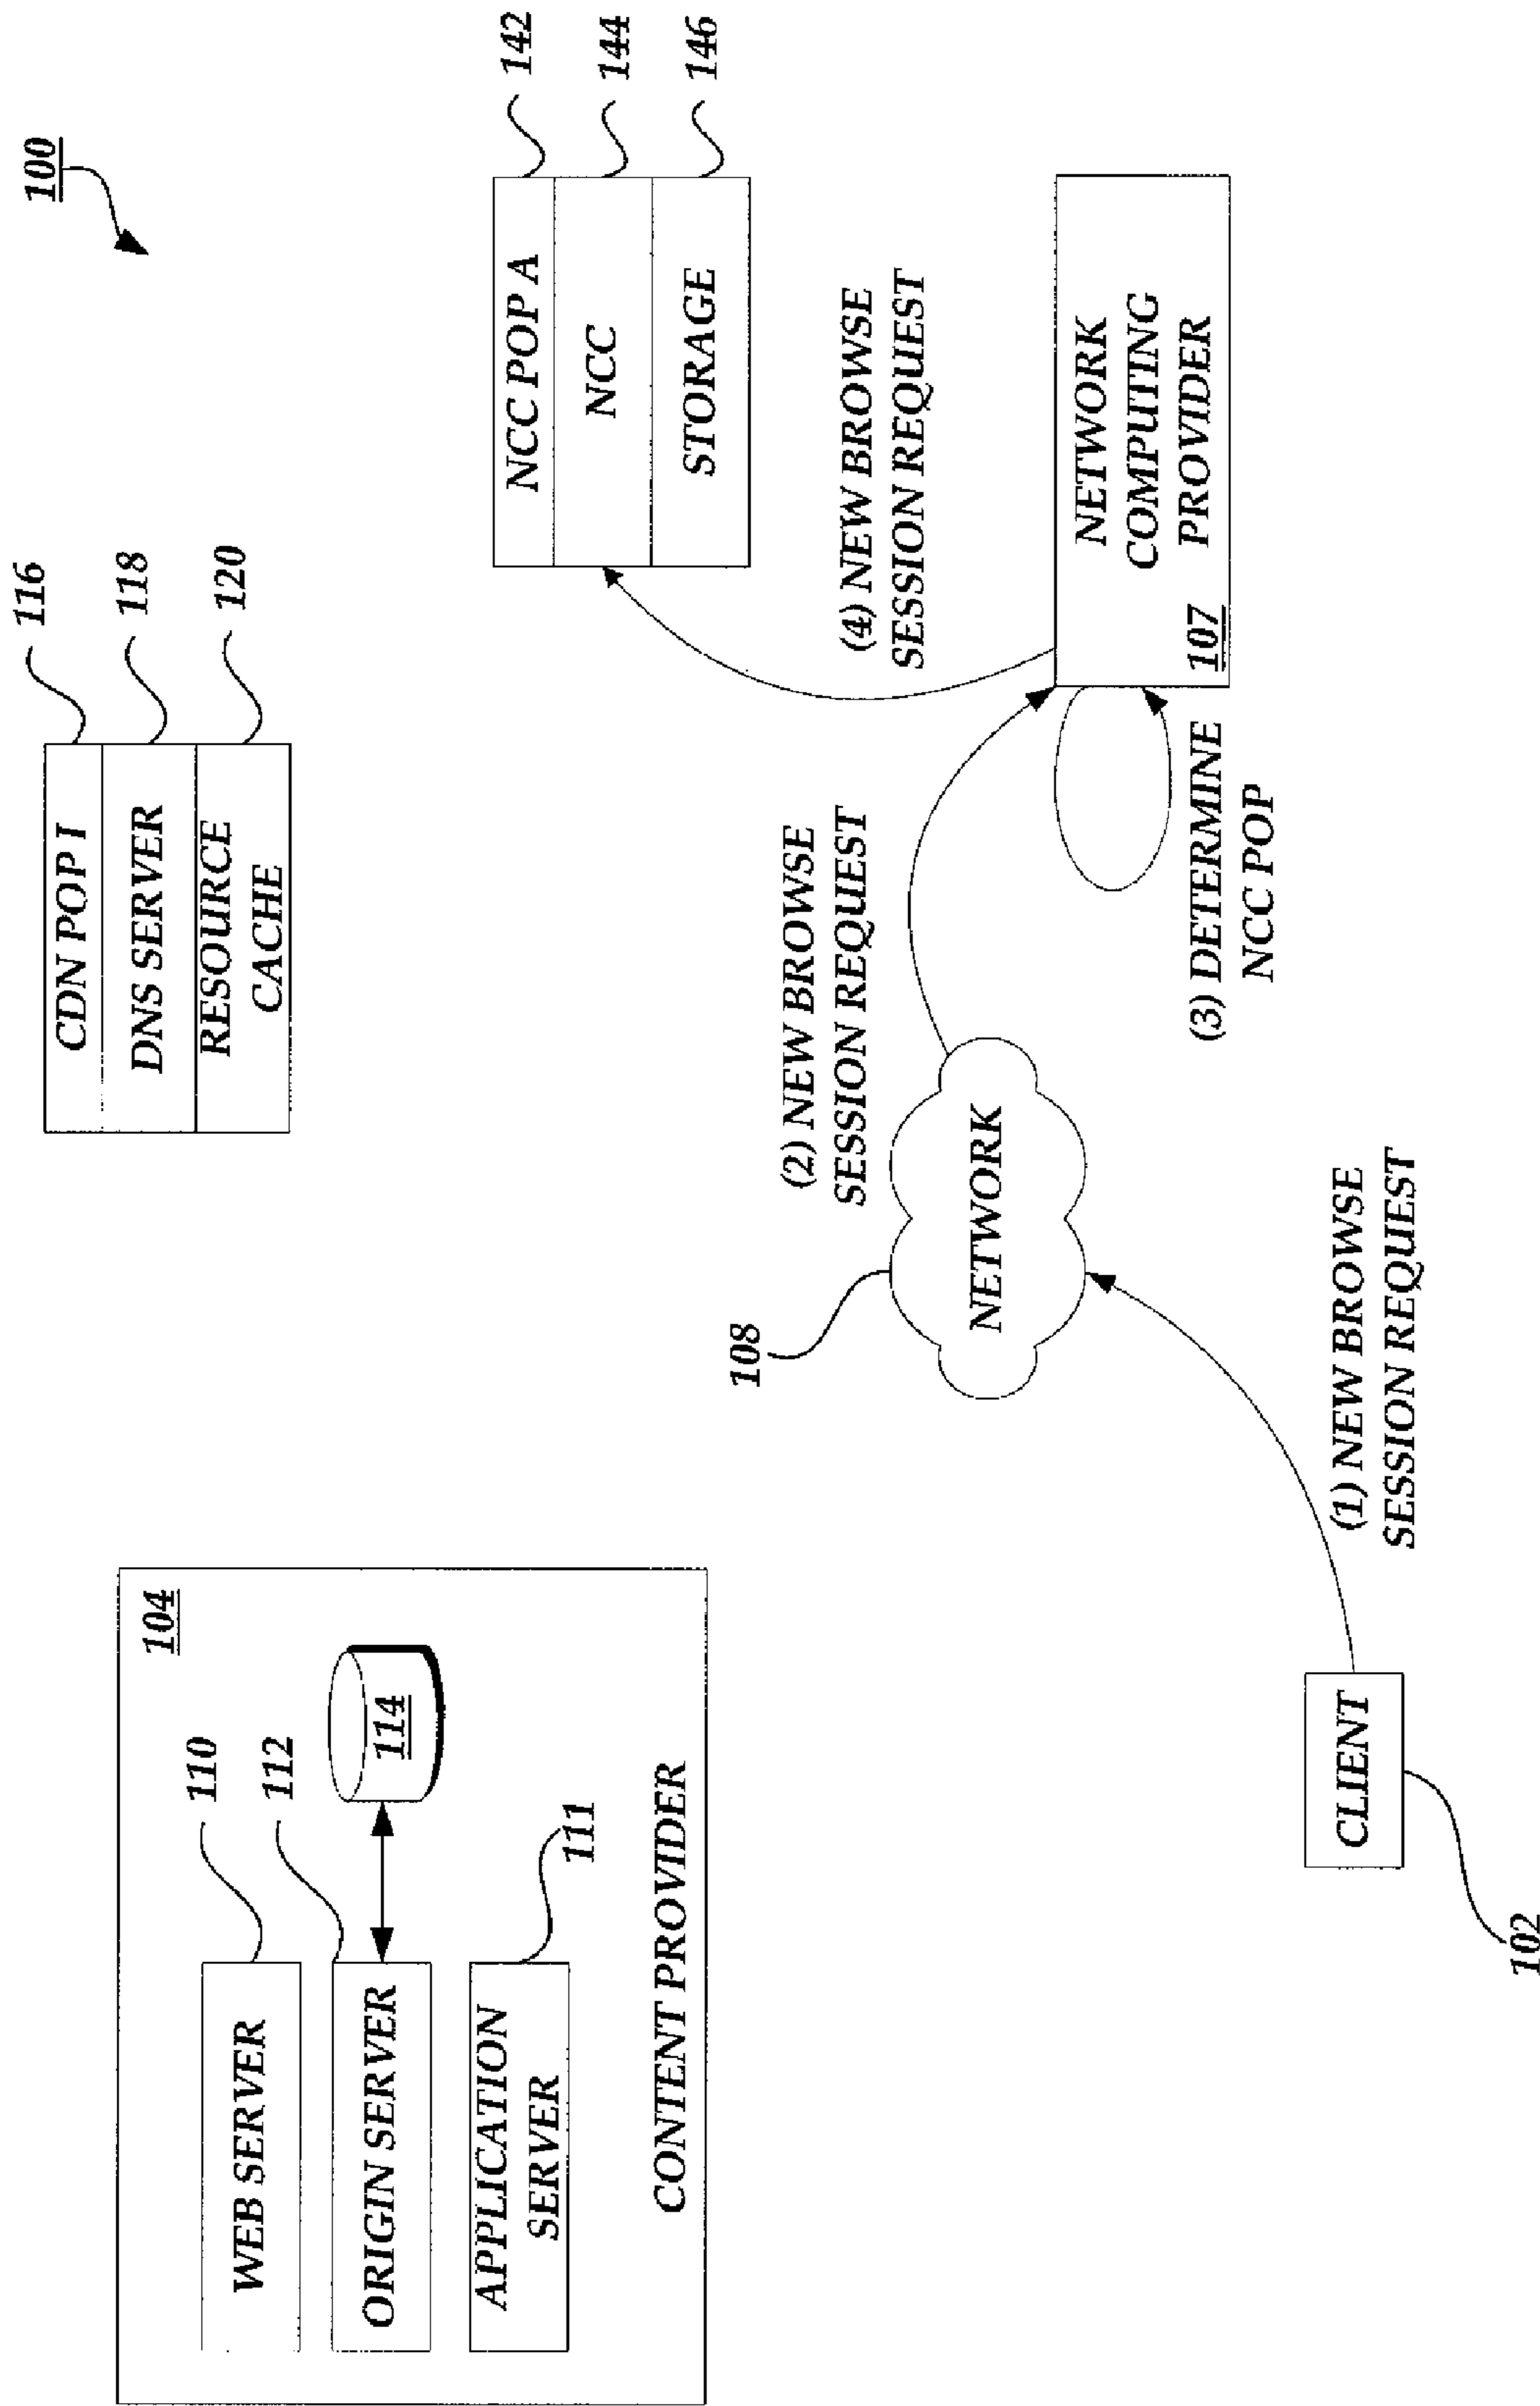 100
104
WEB SERVER
110
ORIGIN SERVER
112
114
APPLICATION
SERVER
111
CONTENT PROVIDER
CDN POP I
116
DNS SERVER
118
RESOURCE
CACHE
120
NCC POP A
142
NCC
144
STORAGE
146
108
NETWORK
(2) NEW BROWSE
SESSION REQUEST
(4) NEW BROWSE
SESSION REQUEST
NETWORK
COMPUTING
PROVIDER
107
(3) DETERMINE
NCC POP
(1) NEW BROWSE
SESSION REQUEST
CLIENT
102